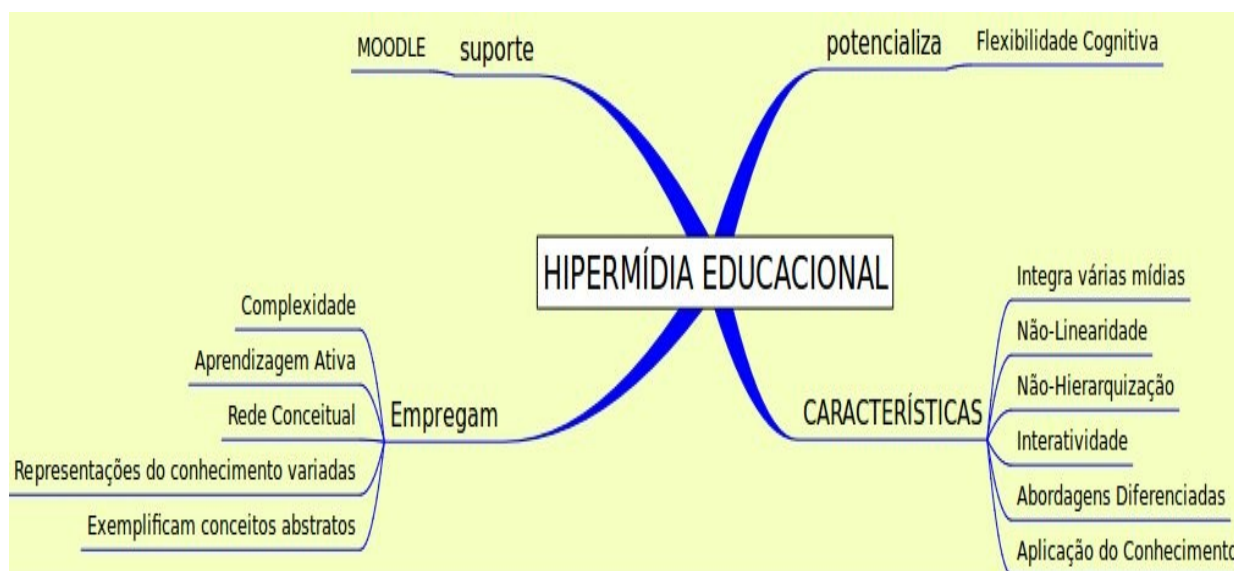 MOODLE
suporte
potencializa
Flexibilidade Cognitiva
HIPERMÍDIA EDUCACIONAL
Complexidade
Aprendizagem Ativa
Rede Conceitual
Representações do conhecimento variadas
Exemplificam conceitos abstratos
Empregam
CARACTERÍSTICAS
Integra várias mídias
Não-Linearidade
Não-Hierarquização
Interatividade
Abordagens Diferenciadas
Aplicação do Conhecimento